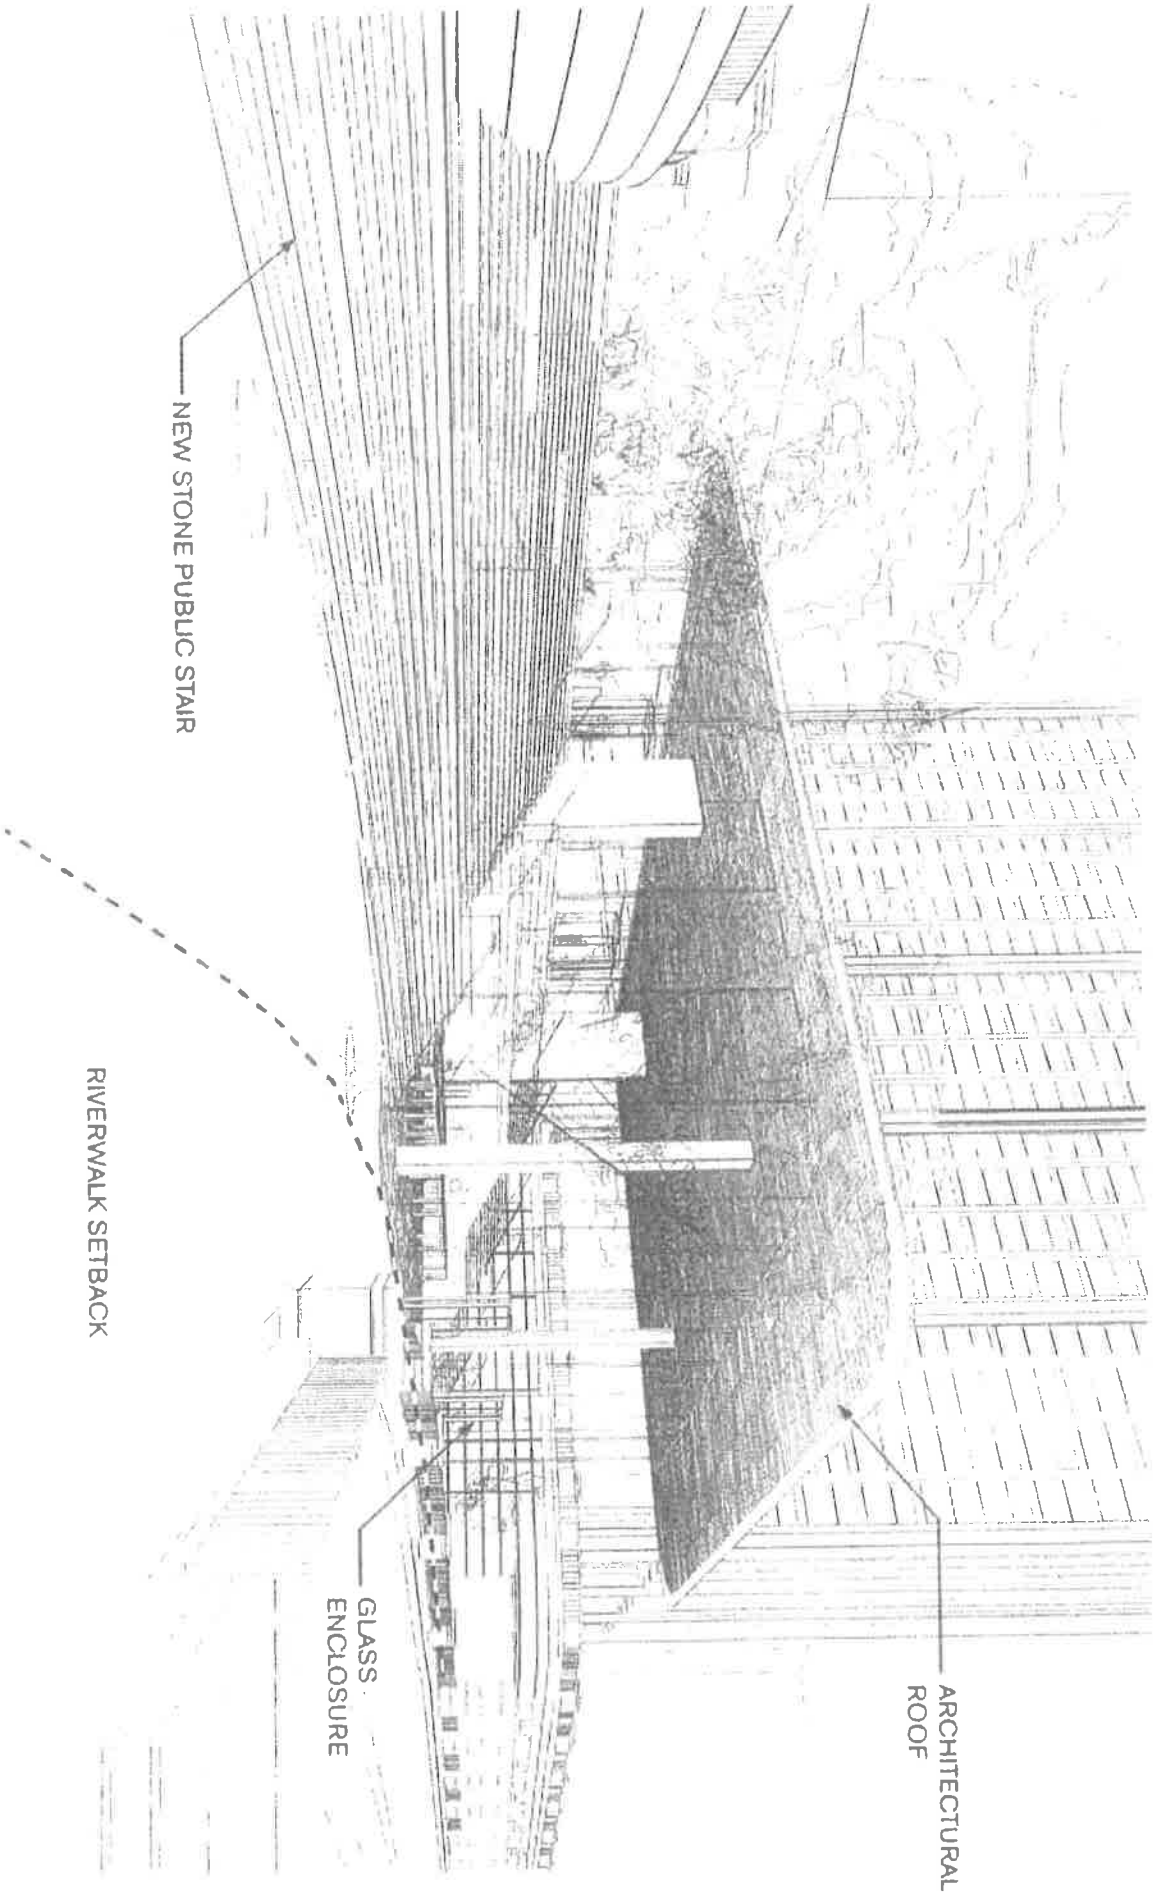 ARCHITECTURAL
ROOF
GLASS
ENCLOSURE
NEW STONE PUBLIC STAIR
RIVERWALK SETBACK